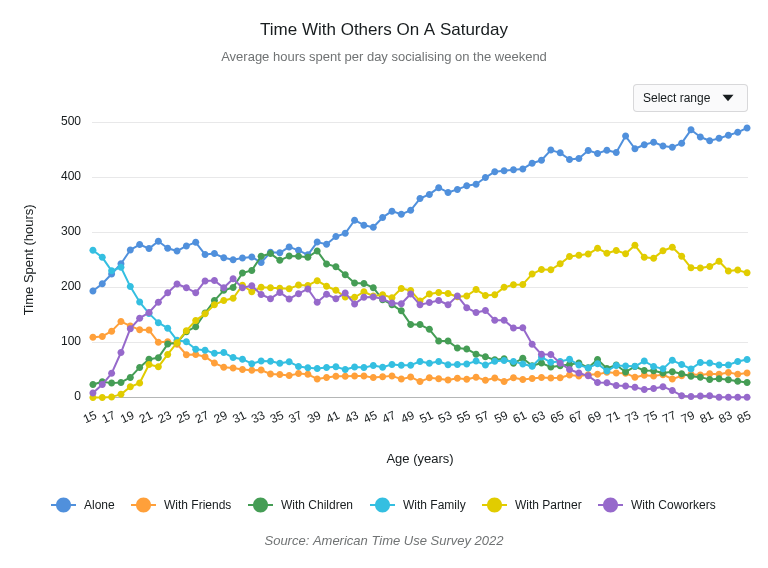 Time With Others On A Saturday
Average hours spent per day socialising on the weekend
Select range
Time Spent (hours)
500
400
300
200
100
0
15 17 19 21 23 25 27 29 31 33 35 37 39 41 43 45 47 49 51 53 55 57 59 61 63 65 67 69 71 73 75 77 79 81 83 85
Age (years)
Alone With Friends With Children With Family With Partner With Coworkers
Source: American Time Use Survey 2022